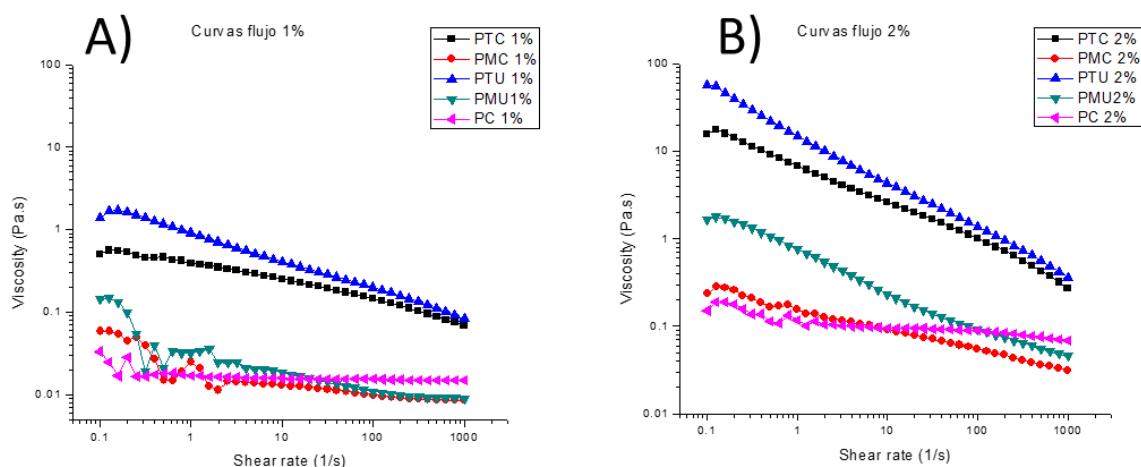 A)
Curvas flujo 1%
PTC 1%
PMC 1%
PTU 1%
PMU1%
PC 1%
100
10
1
0.1
0.01
Viscosity (Pa.s)
0.1
1
10
100
1000
Shear rate (1/s)
B)
Curvas flujo 2%
PTC 2%
PMC 2%
PTU 2%
PMU2%
PC 2%
100
10
1
0.1
0.01
Viscosity (Pa.s)
0.1
1
10
100
1000
Shear rate (1/s)